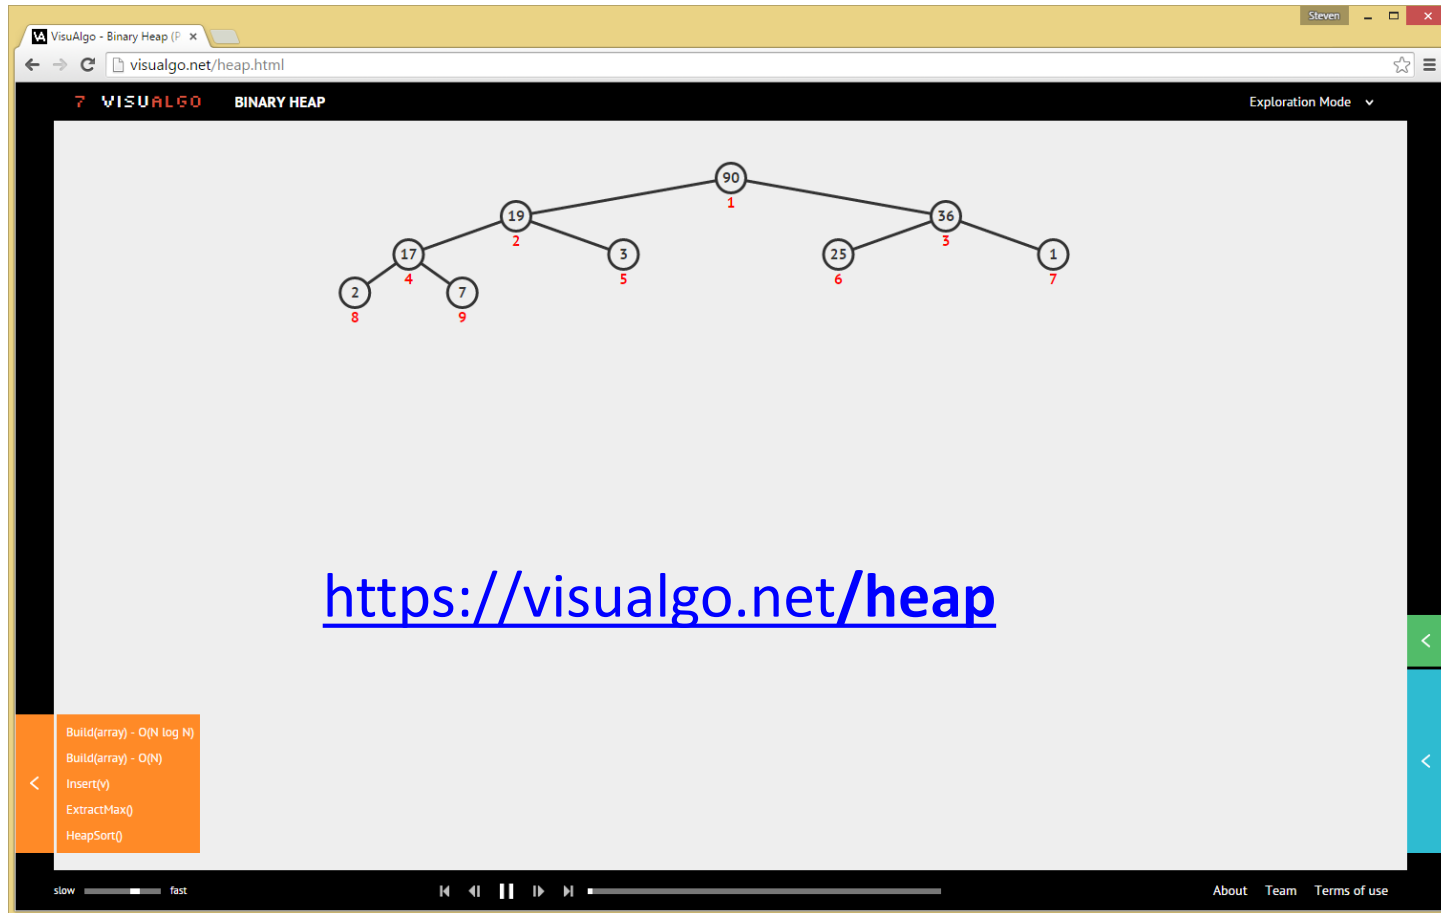 Steven
VisuAlgo - Binary Heap (P
visualgo.net/heap.html
7 VISUALGO BINARY HEAP Exploration Mode
90
1
19 36
2 3
17 3 25 1
4 5 6 7
2 7
8 9
https://visualgo.net/heap
Build(array) - O(N log N)
Build(array) - O(N)
Insert(v)
ExtractMax()
HeapSort()
slow fast About Team Terms of use